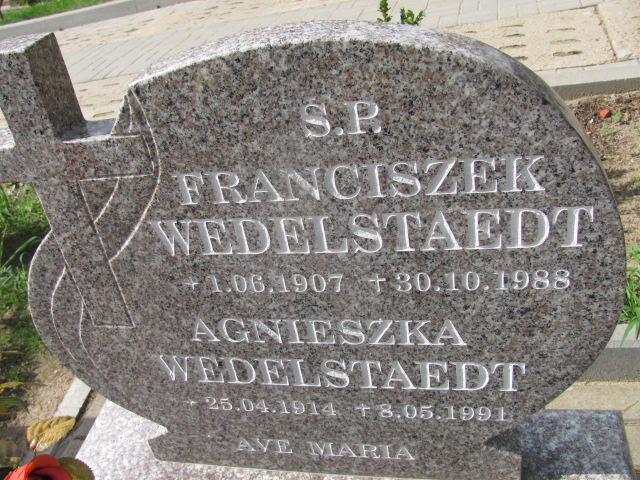 S.P.
FRANCISZEK
WEDELSTAEDT
+1.06.1907 +30.10.1988
AGNIESZKA
WEDELSTAEDT
+25.04.1914 +8.05.1991
AVE MARIA